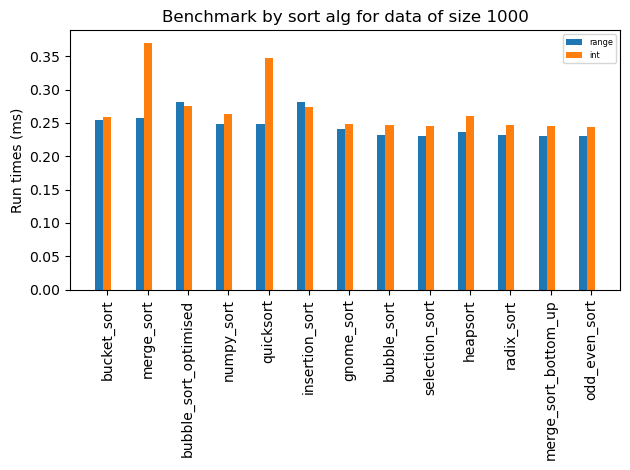 Benchmark by sort alg for data of size 1000
range
int
Run times (ms)
0.35
0.30
0.25
0.20
0.15
0.10
0.05
0.00
bucket_sort
merge_sort
bubble_sort_optimised
numpy_sort
quicksort
insertion_sort
gnome_sort
bubble_sort
selection_sort
heapsort
radix_sort
merge_sort_bottom_up
odd_even_sort